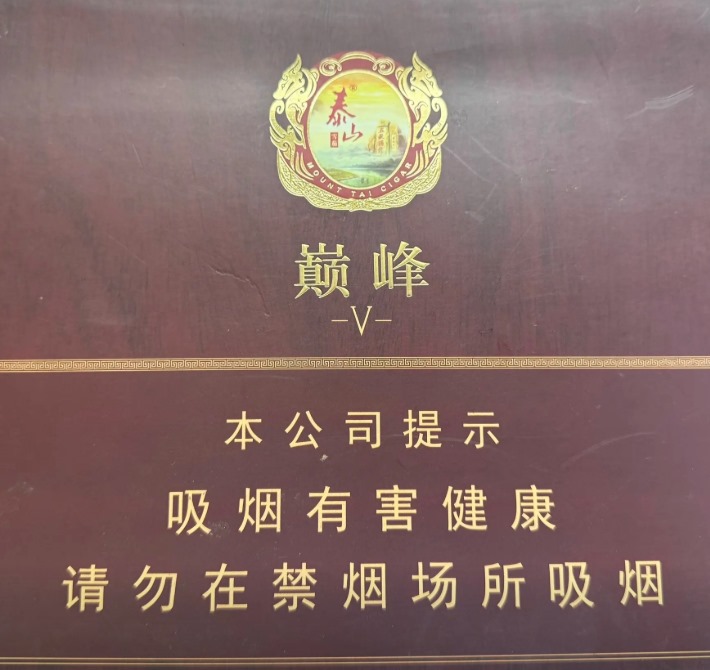 泰山®
MOUNT TAI CIGAR
巅峰
-V-
本公司提示
吸烟有害健康
请勿在禁烟场所吸烟